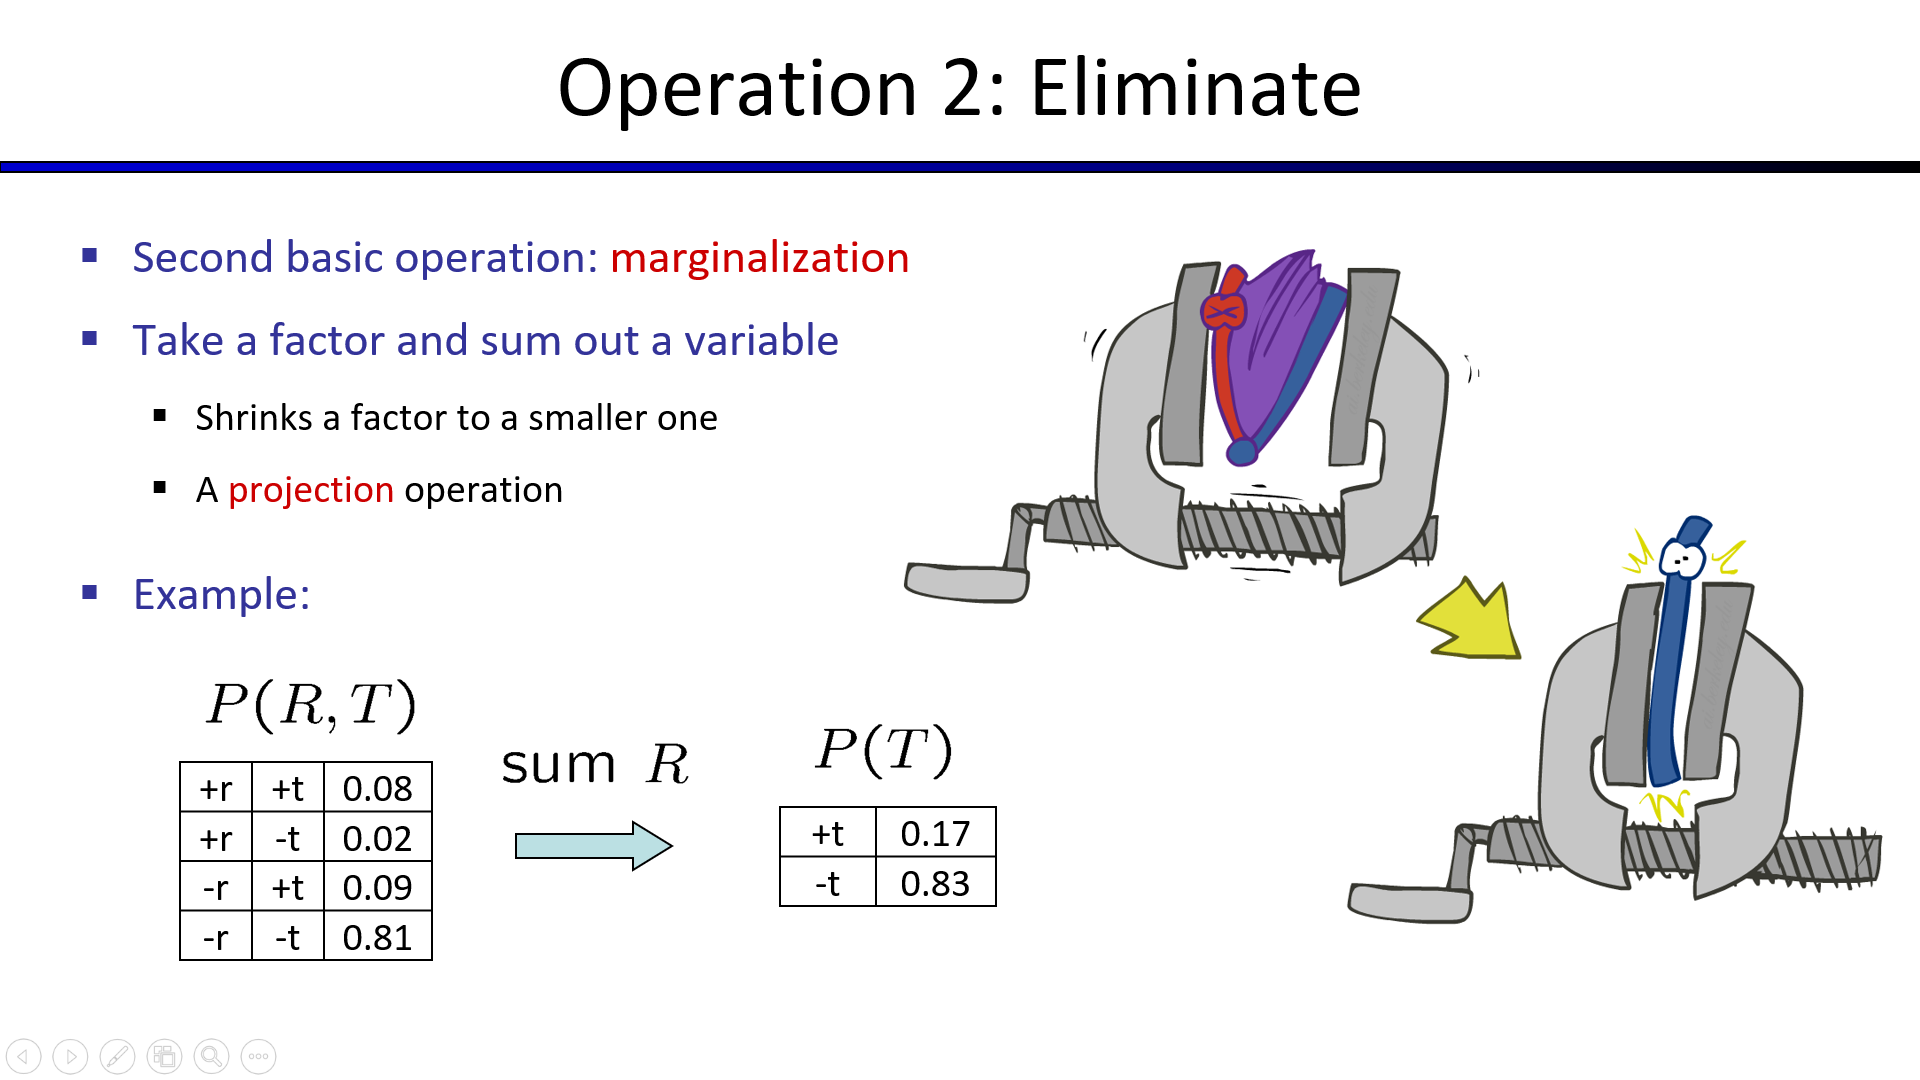 Operation 2: Eliminate
Second basic operation: marginalization
Take a factor and sum out a variable
Shrinks a factor to a smaller one
A projection operation
Example:
P(R, T)
+r +t 0.08
+r -t 0.02
-r +t 0.09
-r -t 0.81
sum R
P(T)
+t 0.17
-t 0.83